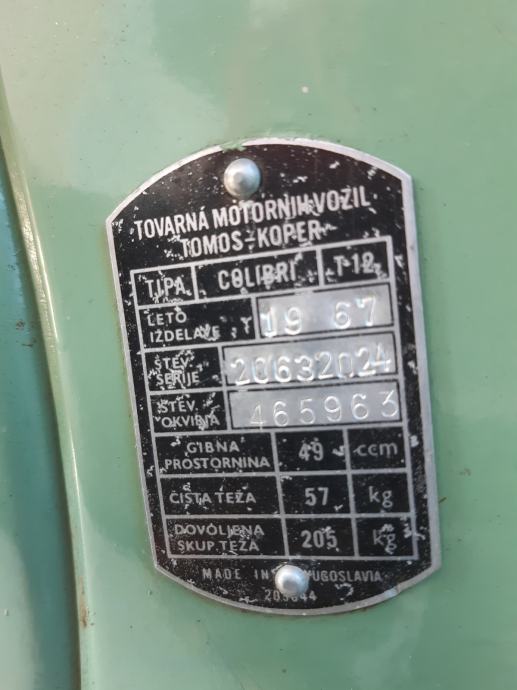 TOVARNA MOTORNIH VOZIL
TOMOS-KOPER
TIPA COLIBRI T-12
LETO IZDELAVE 19 67
ŠTEV. SERIJE 20632024
ŠTEV. OKVIRJA 465963
GIBNA PROSTORNINA 49 ccm
ČISTA TEŽA 57 kg
DOVOLJENA SKUP. TEŽA 205 kg
MADE IN YUGOSLAVIA